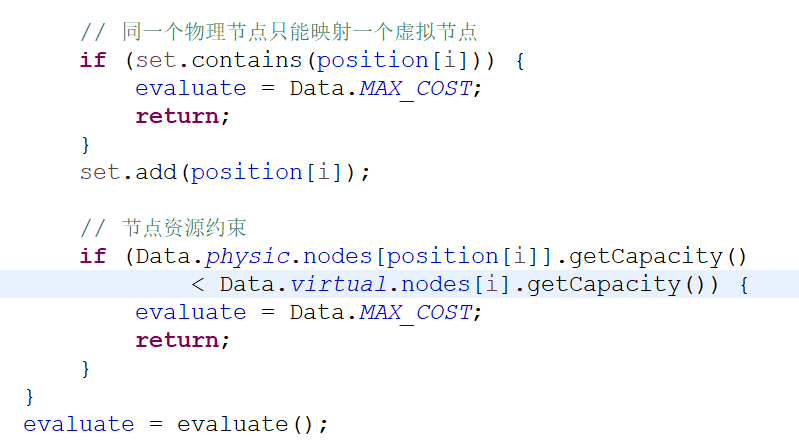 // 同一个物理节点只能映射一个虚拟节点
if (set.contains(position[i])) {
evaluate = Data.MAX_COST;
return;
}
set.add(position[i]);
// 节点资源约束
if (Data.physic.nodes[position[i]].getCapacity()
< Data.virtual.nodes[i].getCapacity()) {
evaluate = Data.MAX_COST;
return;
}
}
evaluate = evaluate();